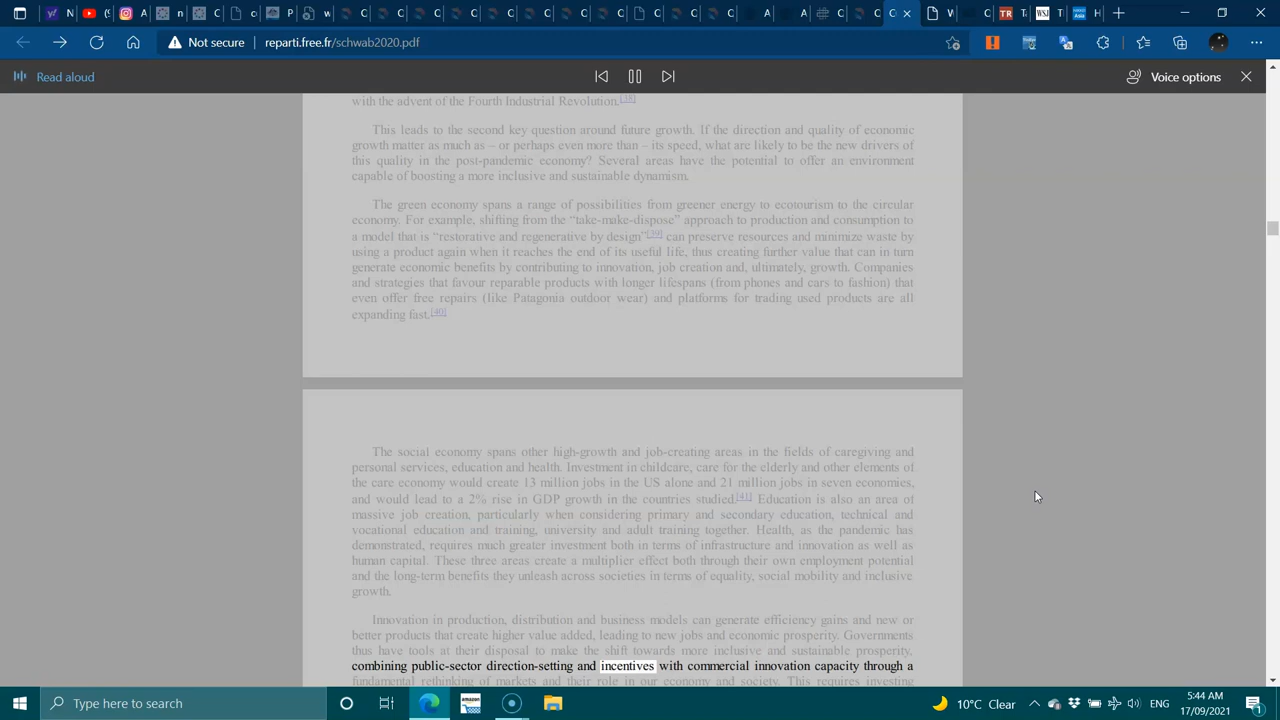 Not secure
reparti.free.fr/schwab2020.pdf
Read aloud
Voice options
with the advent of the Fourth Industrial Revolution.[38]
This leads to the second key question around future growth. If the direction and quality of economic
growth matter as much as – or perhaps even more than – its speed, what are likely to be the new drivers of
this quality in the post-pandemic economy? Several areas have the potential to offer an environment
capable of boosting a more inclusive and sustainable dynamism.
The green economy spans a range of possibilities from greener energy to ecotourism to the circular
economy. For example, shifting from the “take-make-dispose” approach to production and consumption to
a model that is “restorative and regenerative by design”[39] can preserve resources and minimize waste by
using a product again when it reaches the end of its useful life, thus creating further value that can in turn
generate economic benefits by contributing to innovation, job creation and, ultimately, growth. Companies
and strategies that favour reparable products with longer lifespans (from phones and cars to fashion) that
even offer free repairs (like Patagonia outdoor wear) and platforms for trading used products are all
expanding fast.[40]
The social economy spans other high-growth and job-creating areas in the fields of caregiving and
personal services, education and health. Investment in childcare, care for the elderly and other elements of
the care economy would create 13 million jobs in the US alone and 21 million jobs in seven economies,
and would lead to a 2% rise in GDP growth in the countries studied.[41] Education is also an area of
massive job creation, particularly when considering primary and secondary education, technical and
vocational education and training, university and adult training together. Health, as the pandemic has
demonstrated, requires much greater investment both in terms of infrastructure and innovation as well as
human capital. These three areas create a multiplier effect both through their own employment potential
and the long-term benefits they unleash across societies in terms of equality, social mobility and inclusive
growth.
Innovation in production, distribution and business models can generate efficiency gains and new or
better products that create higher value added, leading to new jobs and economic prosperity. Governments
thus have tools at their disposal to make the shift towards more inclusive and sustainable prosperity,
combining public-sector direction-setting and incentives with commercial innovation capacity through a
fundamental rethinking of markets and their role in our economy and society. This requires investing
Type here to search
amazon
10°C Clear
ENG
5:44 AM
17/09/2021